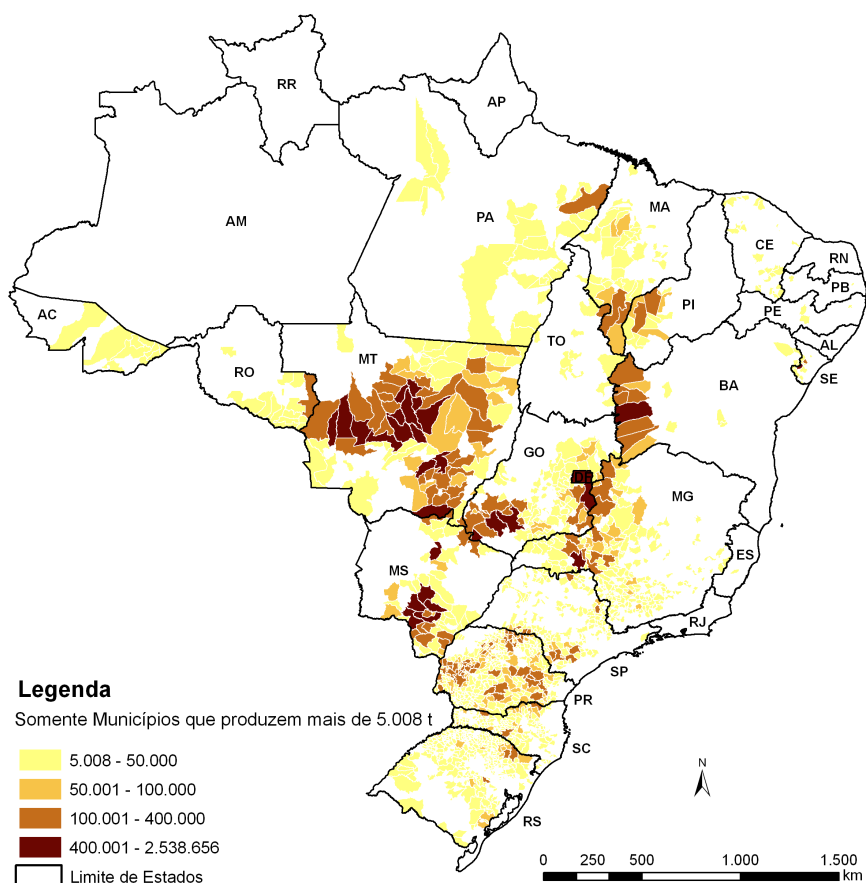 RR
AP
AM
PA
MA
CE
RN
PB
PE
PI
AL
SE
AC
RO
MT
TO
BA
GO
DF
MG
ES
MS
RJ
SP
PR
SC
RS
N
Legenda
Somente Municípios que produzem mais de 5.008 t
5.008 - 50.000
50.001 - 100.000
100.001 - 400.000
400.001 - 2.538.656
Limite de Estados
0 250 500 1.000 1.500
km